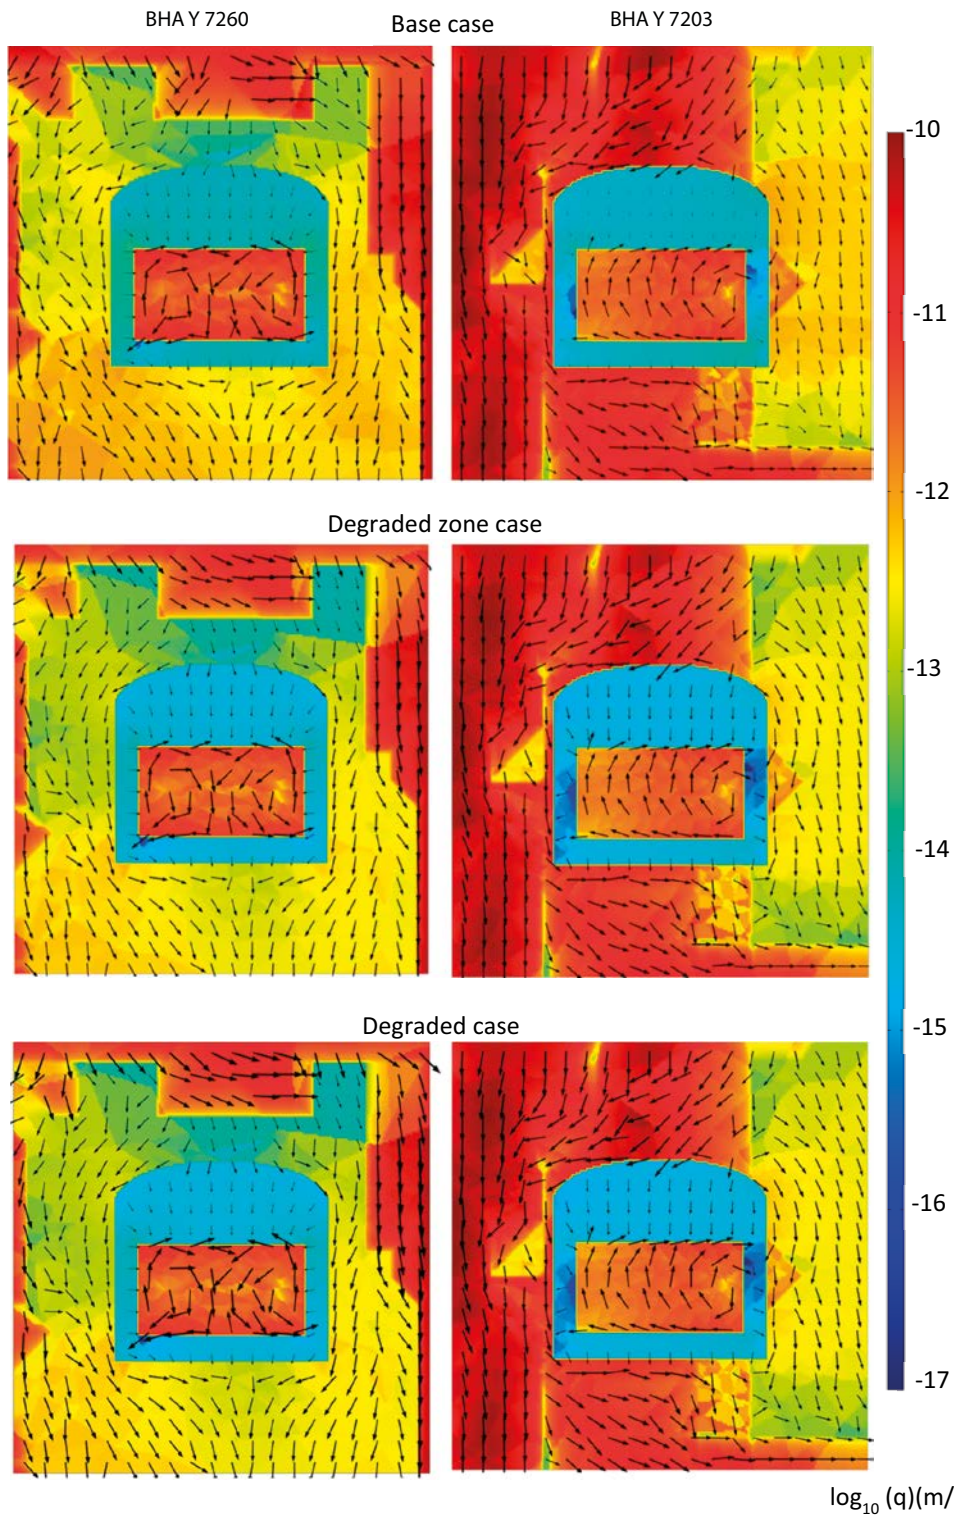 BHA Y 7260
Base case
BHA Y 7203
-10
-11
-12
Degraded zone case
-13
-14
Degraded case
-15
-16
-17
log₁₀ (q)(m/